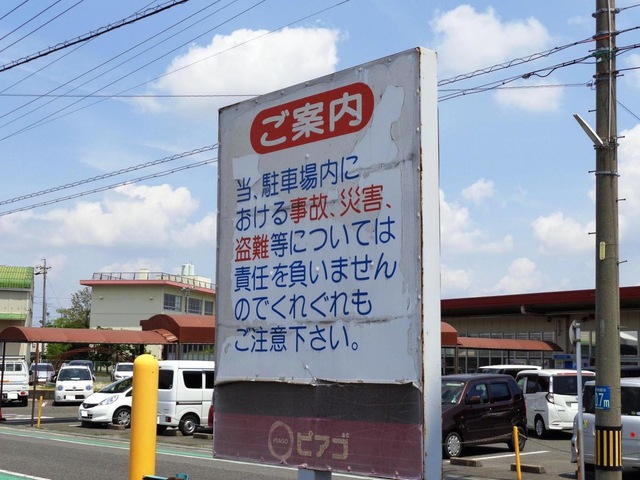 ご案内
当、駐車場内に
おける事故、災害、
盗難等については
責任を負いません
のでくれぐれも
ご注意下さい。
PIAGO ピアゴ
17m